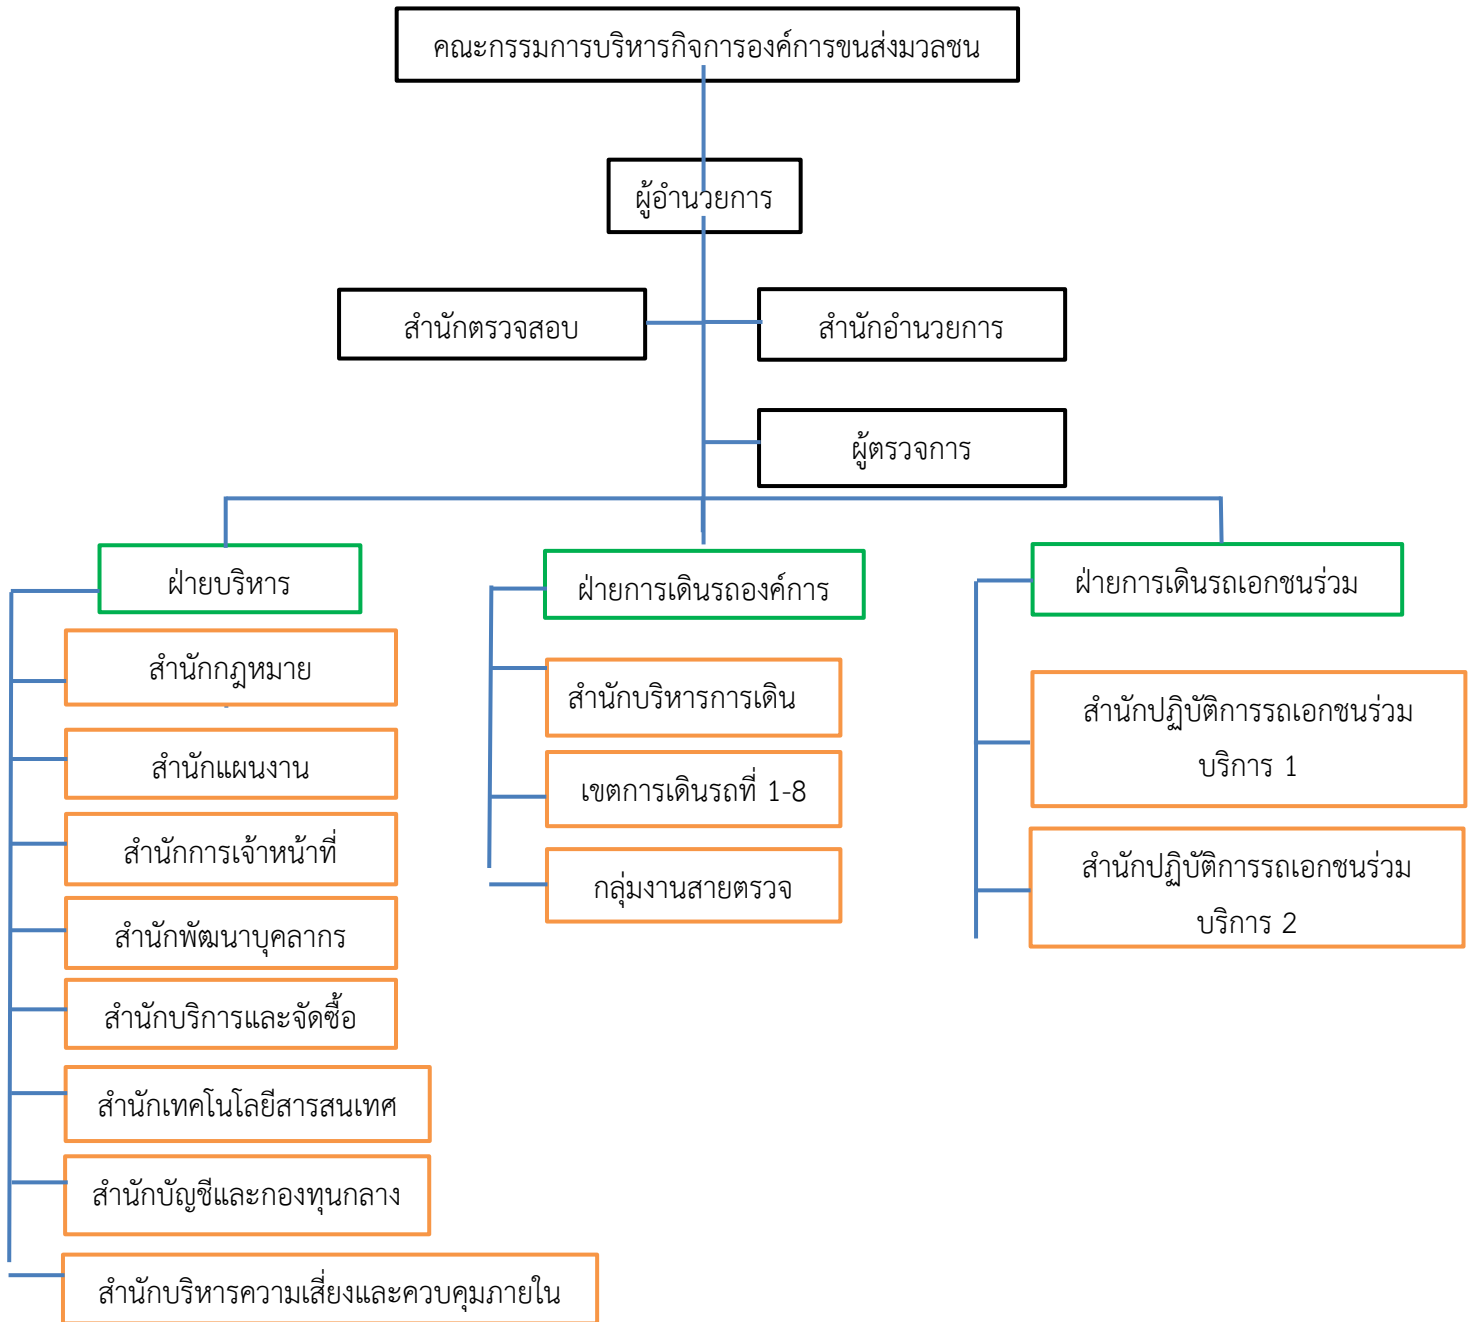 คณะกรรมการบริหารกิจการองค์การขนส่งมวลชน
ผู้อำนวยการ
สำนักตรวจสอบ
สำนักอำนวยการ
ผู้ตรวจการ
ฝ่ายบริหาร
สำนักกฎหมาย
สำนักแผนงาน
สำนักการเจ้าหน้าที่
สำนักพัฒนาบุคลากร
สำนักบริการและจัดซื้อ
สำนักเทคโนโลยีสารสนเทศ
สำนักบัญชีและกองทุนกลาง
สำนักบริหารความเสี่ยงและควบคุมภายใน
ฝ่ายการเดินรถองค์การ
สำนักบริหารการเดิน
เขตการเดินรถที่ 1-8
กลุ่มงานสายตรวจ
ฝ่ายการเดินรถเอกชนร่วม
สำนักปฏิบัติการรถเอกชนร่วม
บริการ 1
สำนักปฏิบัติการรถเอกชนร่วม
บริการ 2